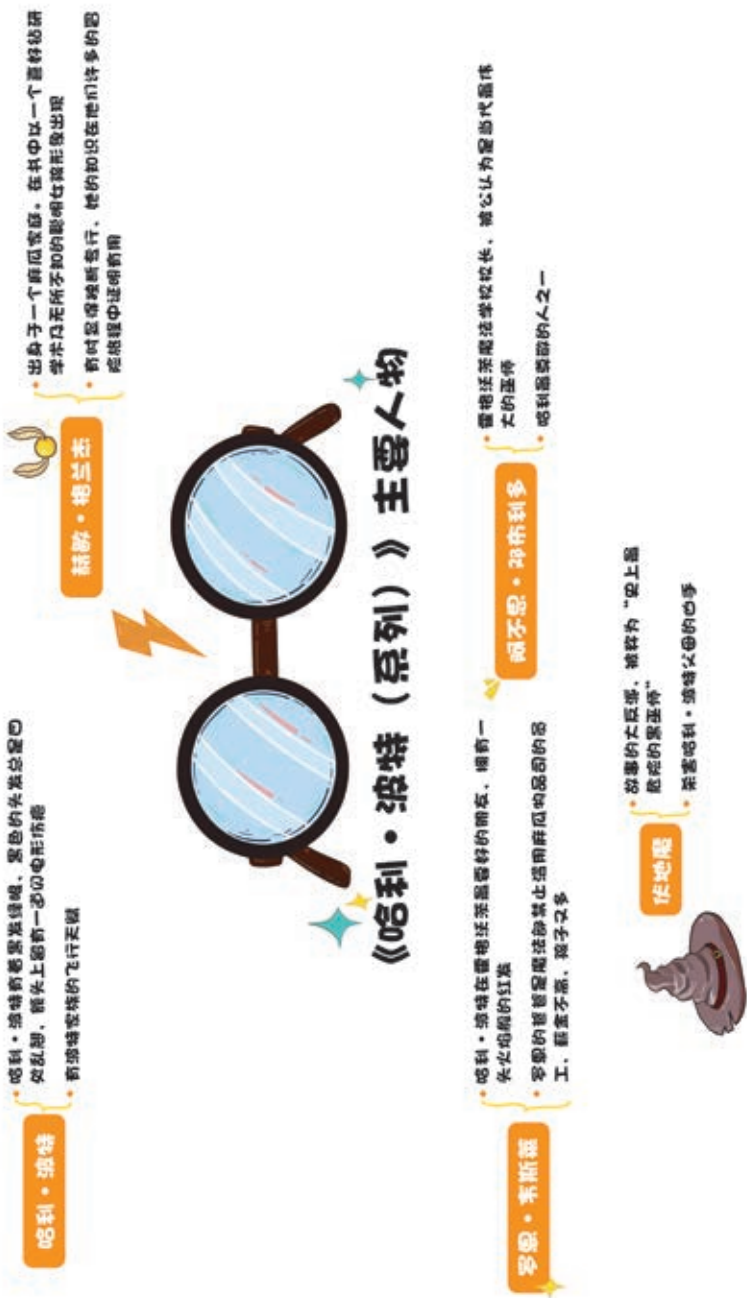 哈利·波特
哈利·波特有着黑发绿眼，黑色的头发总是四
处乱翘，额头上留有一道闪电形伤疤
有波特家族的飞行天赋
赫敏·格兰杰
出身于一个麻瓜家庭，在书中以一个喜好钻研
学术及无所不知的聪明女孩形象出现
有时显得独断专行，她的知识在他们许多的冒
险旅程中证明有用
《哈利·波特（系列）》主要人物
罗恩·韦斯莱
哈利·波特在霍格沃茨最要好的朋友，拥有一
头火焰般的红发
罗恩的爸爸是魔法部禁止滥用麻瓜物品司的员
工，薪金不高，孩子又多
阿不思·邓布利多
霍格沃茨魔法学校校长，被公认为是当代最伟
大的巫师
哈利最尊敬的人之一
伏地魔
故事的大反派，被称为“史上最
危险的黑巫师”
杀害哈利·波特父母的凶手